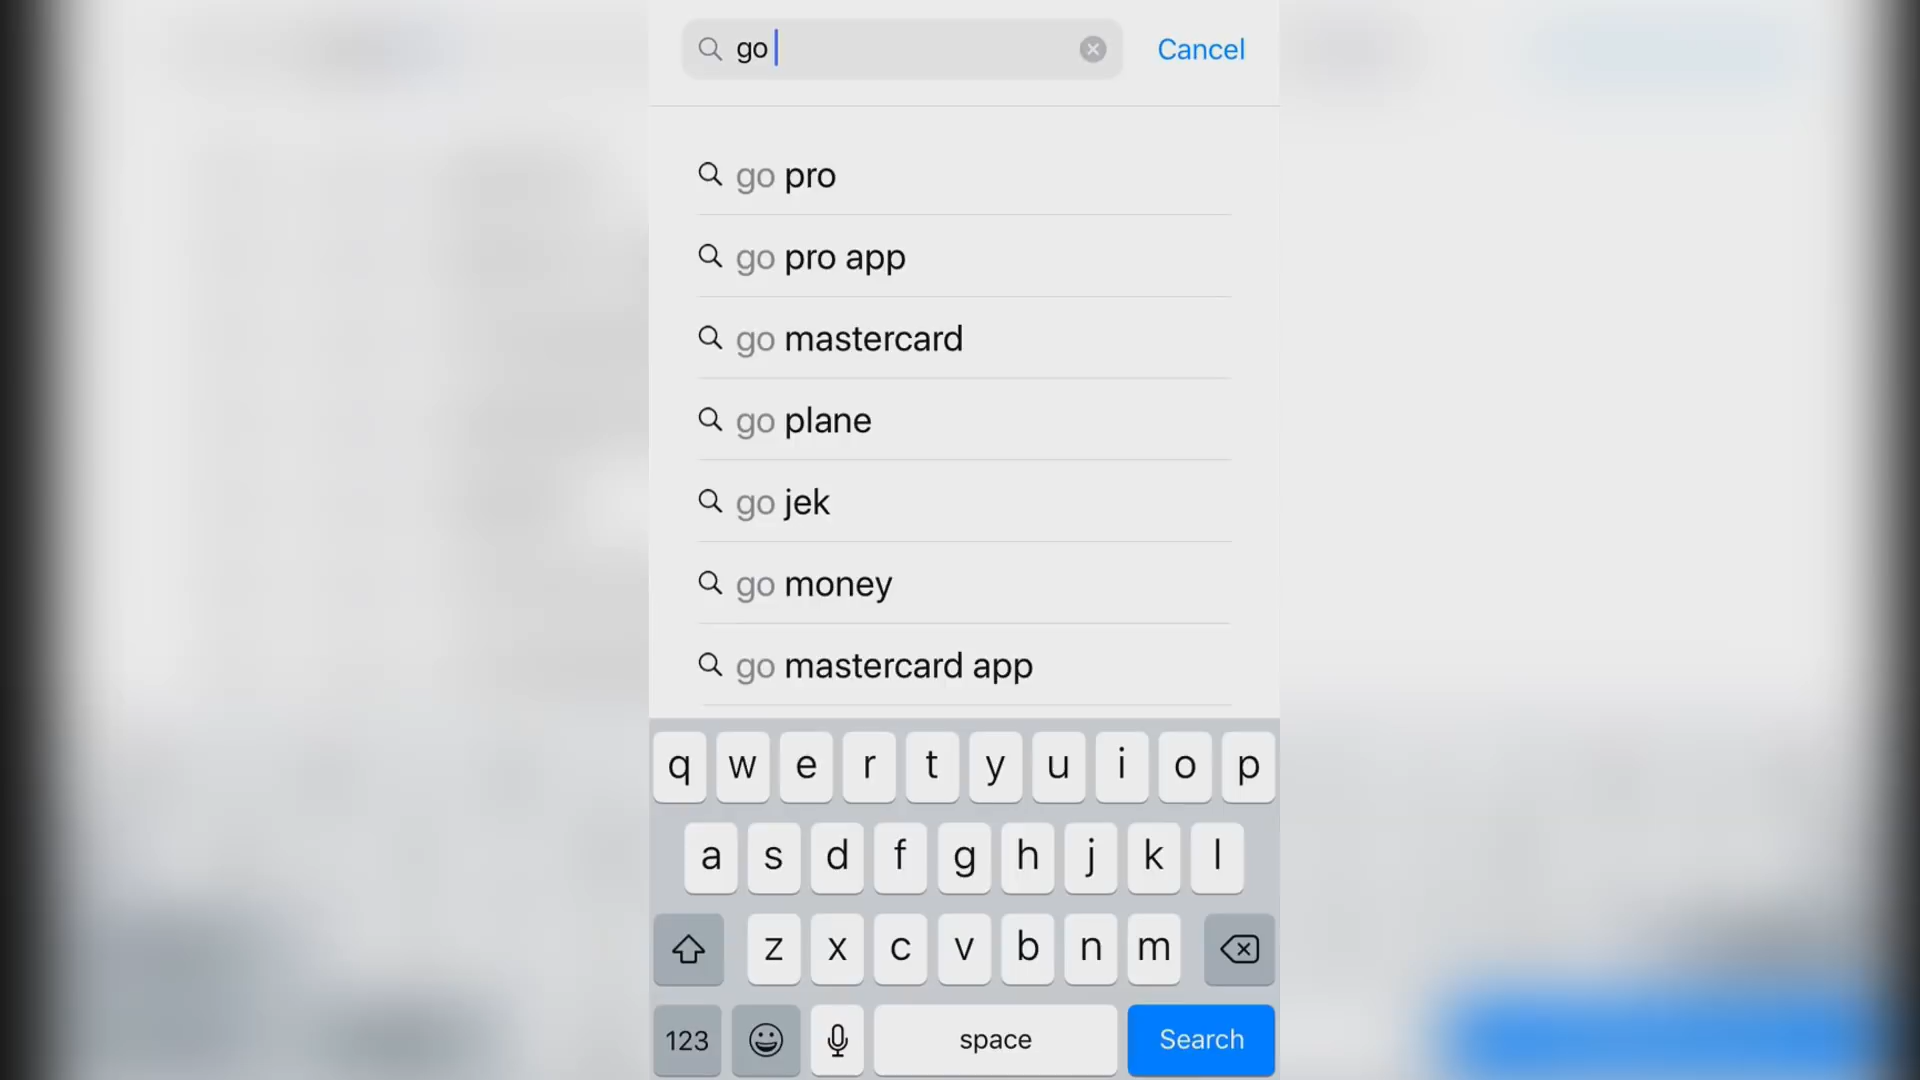 go
Cancel
go pro
go pro app
go mastercard
go plane
go jek
go money
go mastercard app
q w e r t y u i o p
a s d f g h j k l
z x c v b n m
123 space Search